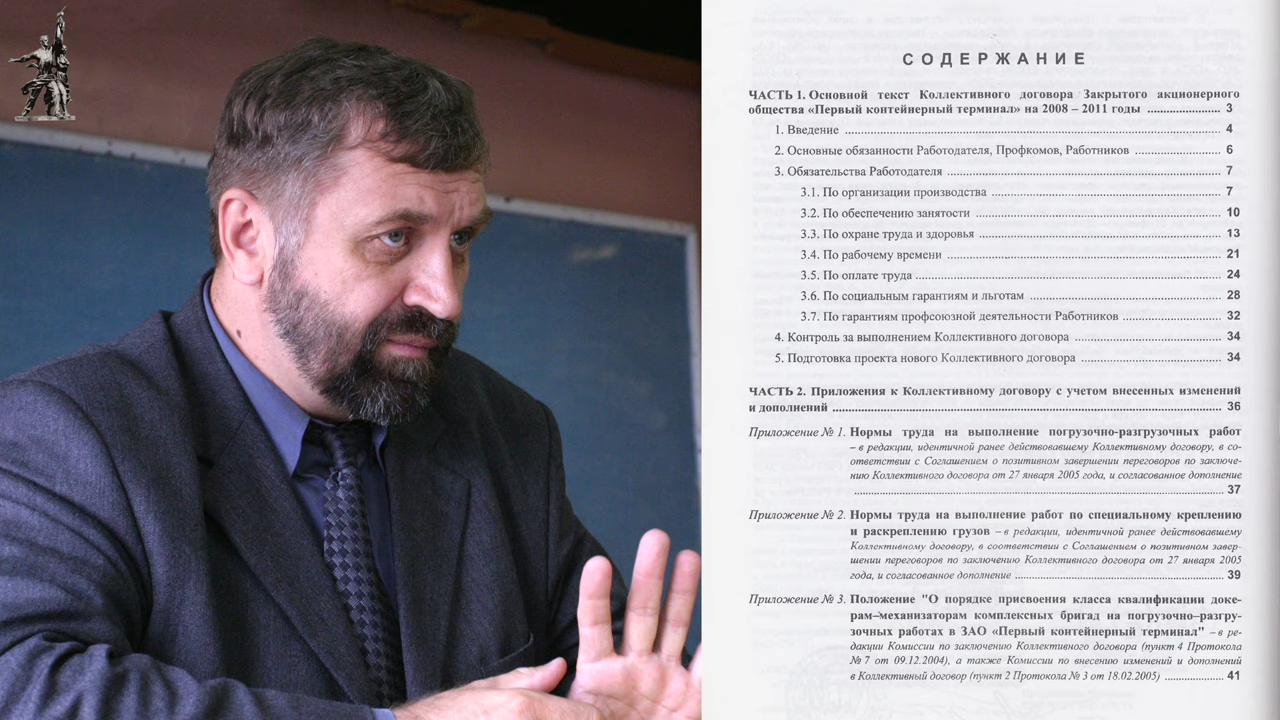 СОДЕРЖАНИЕ
ЧАСТЬ 1. Основной текст Коллективного договора Закрытого акционерного
общества «Первый контейнерный терминал» на 2008 – 2011 годы ................ 3
1. Введение ................ 4
2. Основные обязанности Работодателя, Профкомов, Работников ................ 6
3. Обязательства Работодателя ................ 7
3.1. По организации производства ................ 7
3.2. По обеспечению занятости ................ 10
3.3. По охране труда и здоровья ................ 13
3.4. По рабочему времени ................ 21
3.5. По оплате труда ................ 24
3.6. По социальным гарантиям и льготам ................ 28
3.7. По гарантиям профсоюзной деятельности Работников ................ 32
4. Контроль за выполнением Коллективного договора ................ 34
5. Подготовка проекта нового Коллективного договора ................ 34
ЧАСТЬ 2. Приложения к Коллективному договору с учетом внесенных изменений
и дополнений ................ 36
Приложение № 1. Нормы труда на выполнение погрузочно-разгрузочных работ
– в редакции, идентичной ранее действовавшему Коллективному договору, в со-
ответствии с Соглашением о позитивном завершении переговоров по заключе-
нию Коллективного договора от 27 января 2005 года, и согласованное дополнение
................ 37
Приложение № 2. Нормы труда на выполнение работ по специальному креплению
и раскреплению грузов – в редакции, идентичной ранее действовавшему
Коллективному договору, в соответствии с Соглашением о позитивном завер-
шении переговоров по заключению Коллективного договора от 27 января 2005
года, и согласованное дополнение ................ 39
Приложение № 3. Положение "О порядке присвоения класса квалификации доке-
рам–механизаторам комплексных бригад на погрузочно–разгру-
зочных работах в ЗАО «Первый контейнерный терминал" – в ре-
дакции Комиссии по заключению Коллективного договора (пункт 4 Протокола
№ 7 от 09.12.2004), а также Комиссии по внесению изменений и дополнений
в Коллективный договор (пункт 2 Протокола № 3 от 18.02.2005) ................ 41